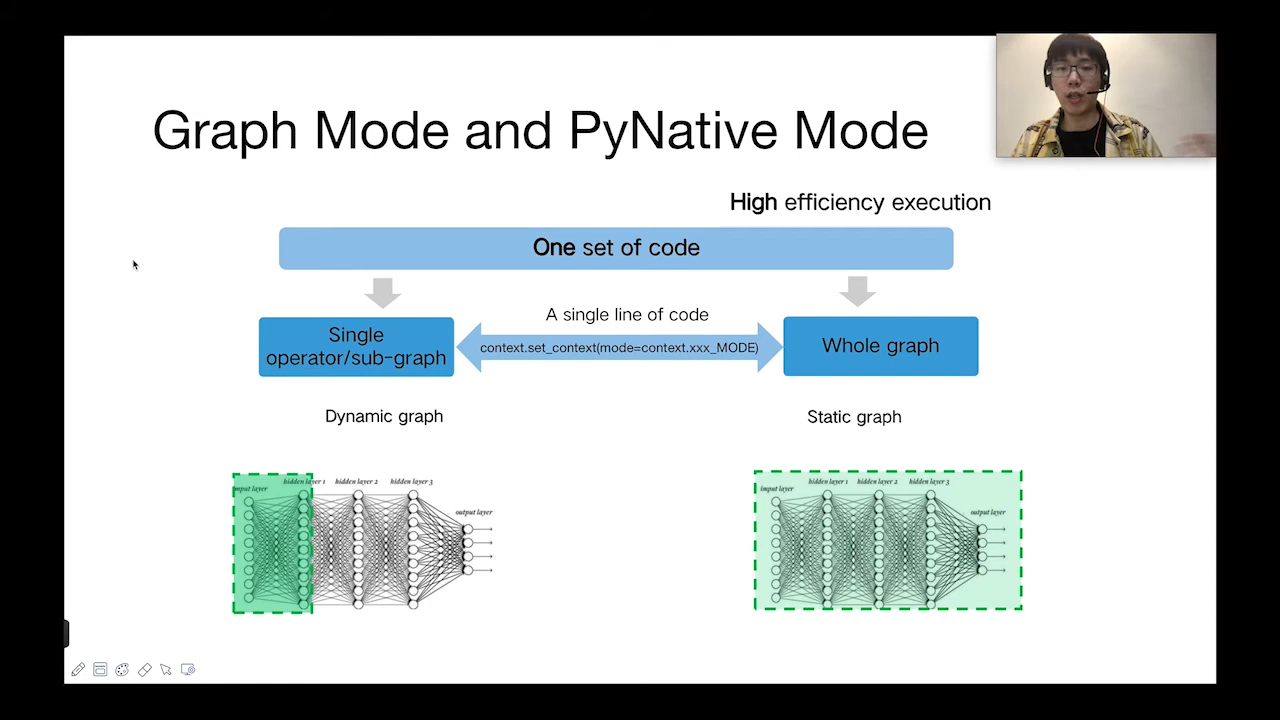 Graph Mode and PyNative Mode
High efficiency execution
One set of code
Single
operator/sub-graph
A single line of code
context.set_context(mode=context.xxx_MODE)
Whole graph
Dynamic graph
Static graph
input layer
hidden layer 1
hidden layer 2
hidden layer 3
output layer
input layer
hidden layer 1
hidden layer 2
hidden layer 3
output layer